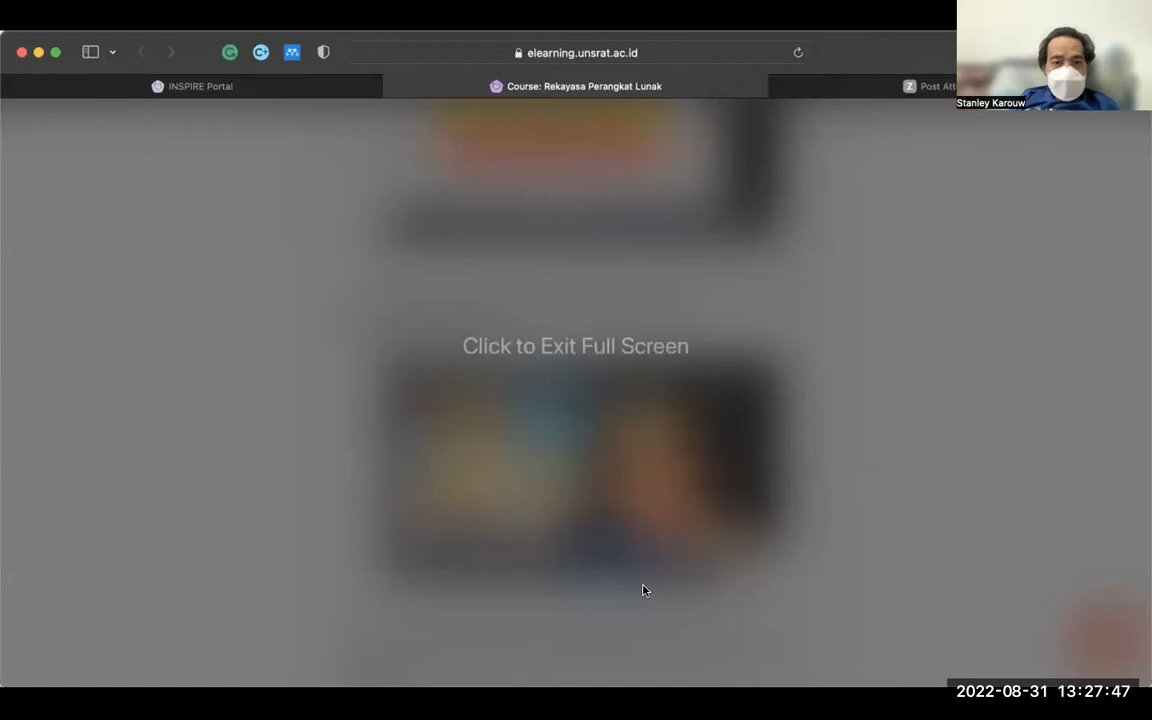 elearning.unsrat.ac.id
INSPIRE Portal
Course: Rekayasa Perangkat Lunak
Z Post
Stanley Karouw
Click to Exit Full Screen
2022-08-31 13:27:47